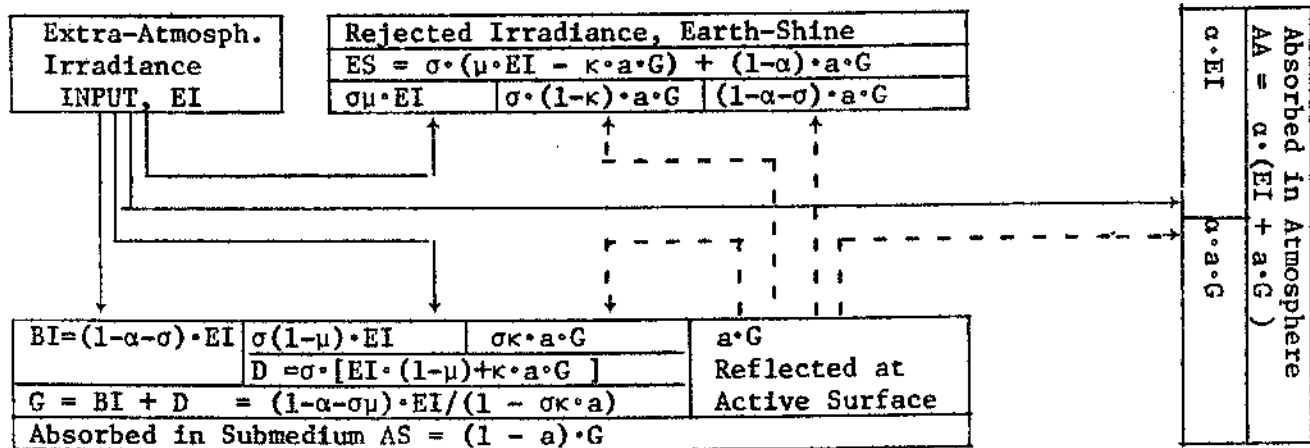 Extra-Atmosph.
Irradiance
INPUT, EI
Rejected Irradiance, Earth-Shine
ES = σ∘(μ∘EI - κ∘a∘G) + (1-α)∘a∘G
σμ∘EI
σ∘(1-κ)∘a∘G
(1-α-σ)∘a∘G
Absorbed in Atmosphere
AA = α∘(EI + a∘G )
α∘EI
α∘a∘G
BI=(1-α-σ)∘EI
σ(1-μ)∘EI
σκ∘a∘G
D =σ∘[EI∘(1-μ)+κ∘a∘G ]
G = BI + D = (1-α-σμ)∘EI/(1 - σκ∘a)
a∘G
Reflected at
Active Surface
Absorbed in Submedium AS = (1 - a)∘G